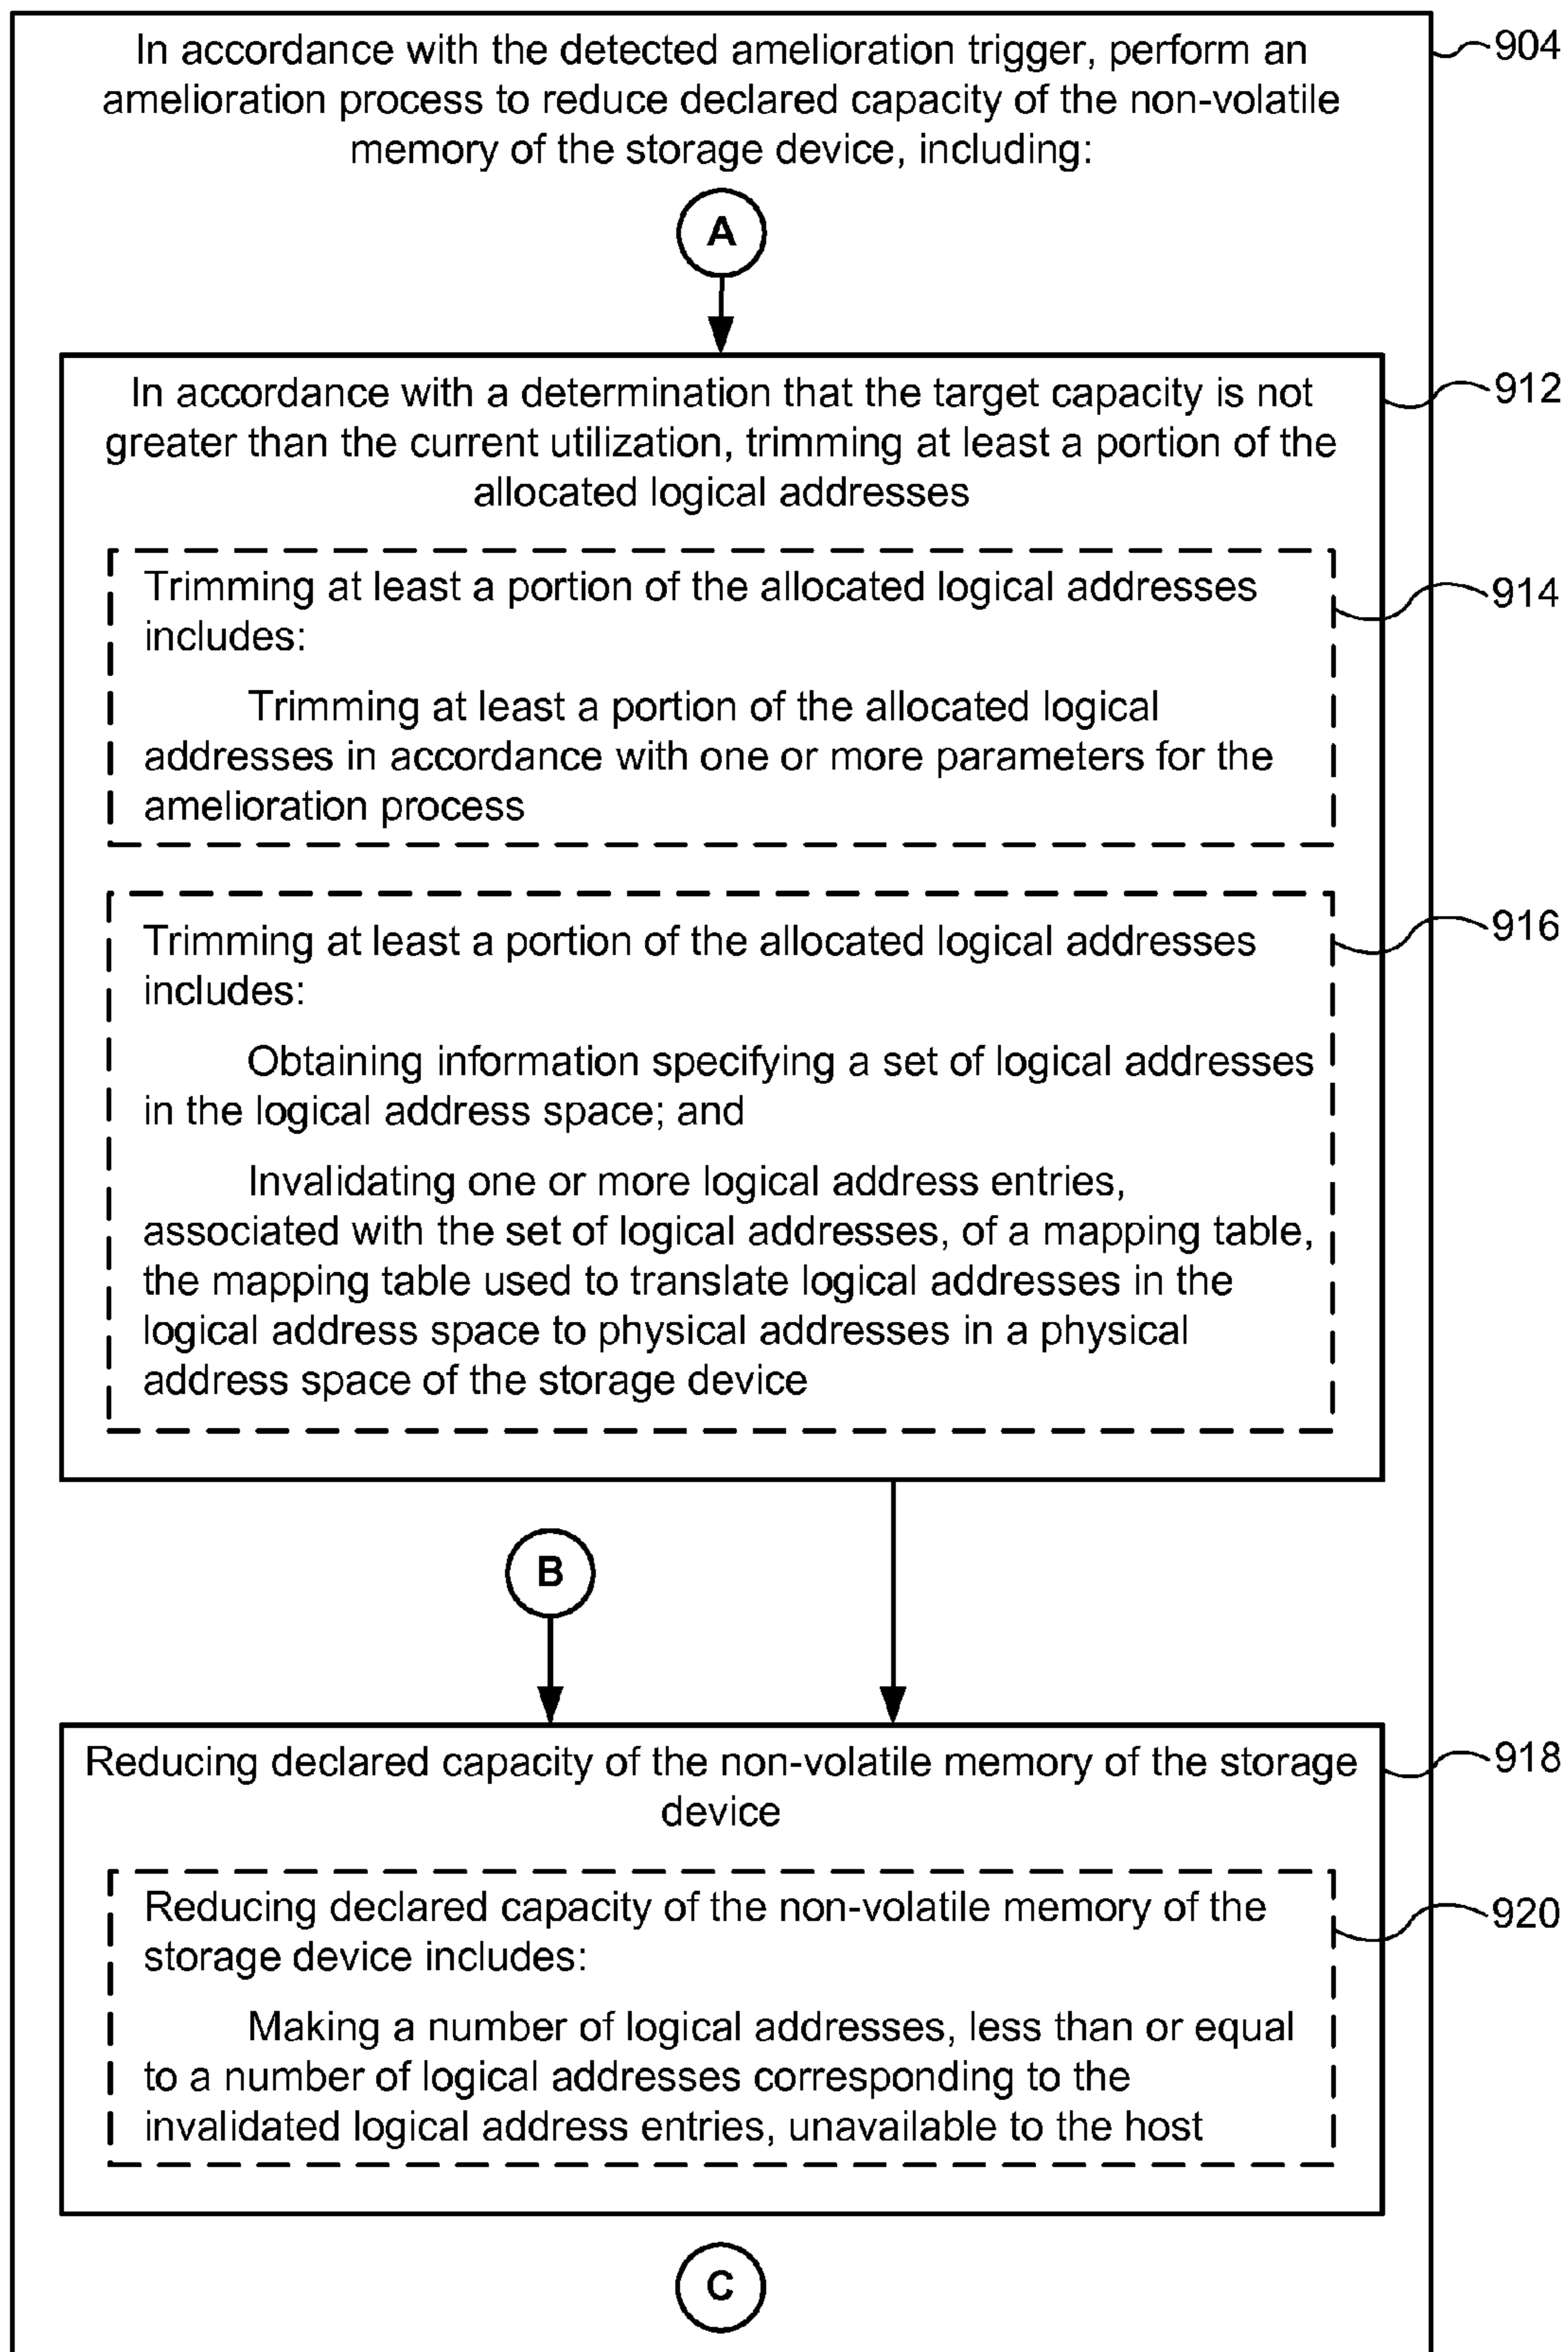 In accordance with the detected amelioration trigger, perform an
amelioration process to reduce declared capacity of the non-volatile
memory of the storage device, including:
904
A
In accordance with a determination that the target capacity is not
greater than the current utilization, trimming at least a portion of the
allocated logical addresses
912
Trimming at least a portion of the allocated logical addresses
includes:
914
Trimming at least a portion of the allocated logical
addresses in accordance with one or more parameters for the
amelioration process
Trimming at least a portion of the allocated logical addresses
includes:
916
Obtaining information specifying a set of logical addresses
in the logical address space; and
Invalidating one or more logical address entries,
associated with the set of logical addresses, of a mapping table,
the mapping table used to translate logical addresses in the
logical address space to physical addresses in a physical
address space of the storage device
B
Reducing declared capacity of the non-volatile memory of the storage
device
918
Reducing declared capacity of the non-volatile memory of the
storage device includes:
920
Making a number of logical addresses, less than or equal
to a number of logical addresses corresponding to the
invalidated logical address entries, unavailable to the host
C